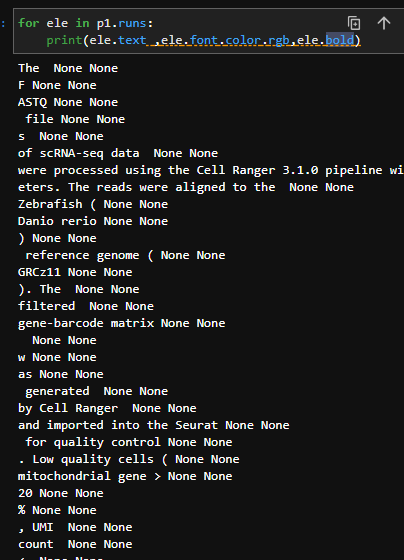 for ele in p1.runs:
print(ele.text ,ele.font.color.rgb,ele.bold)
The  None None
F None None
ASTQ None None
file None None
s  None None
of scRNA-seq data  None None
were processed using the Cell Ranger 3.1.0 pipeline wi
eters. The reads were aligned to the  None None
Zebrafish ( None None
Danio rerio None None
) None None
reference genome ( None None
GRCz11 None None
). The  None None
filtered  None None
gene-barcode matrix None None
None None
w None None
as None None
generated  None None
by Cell Ranger  None None
and imported into the Seurat None None
for quality control None None
. Low quality cells ( None None
mitochondrial gene > None None
20 None None
% None None
, UMI  None None
count  None None
None None